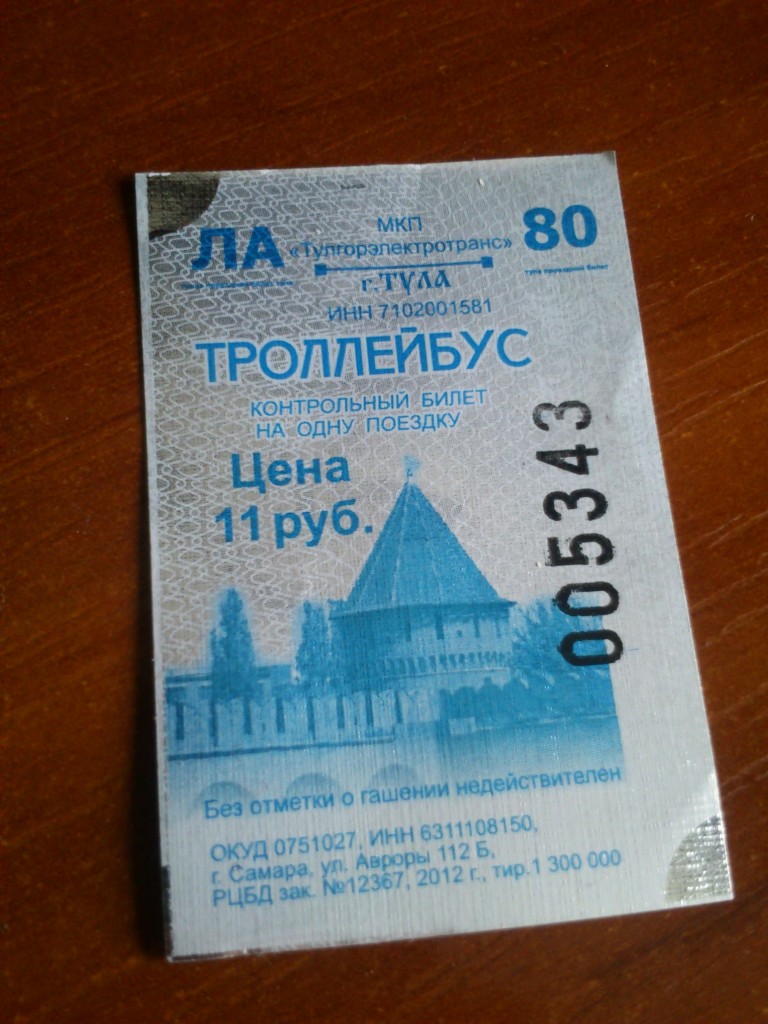 ЛА
МКП
80
«Тулгорэлектротранс»
г.ТУЛА
ИНН 7102001581
ТРОЛЛЕЙБУС
КОНТРОЛЬНЫЙ БИЛЕТ
НА ОДНУ ПОЕЗДКУ
Цена
11 руб.
005343
Без отметки о гашении недействителен
ОКУД 0751027, ИНН 6311108150,
г. Самара, ул. Авроры 112 Б,
РЦБД зак. №12367, 2012 г., тир.1 300 000